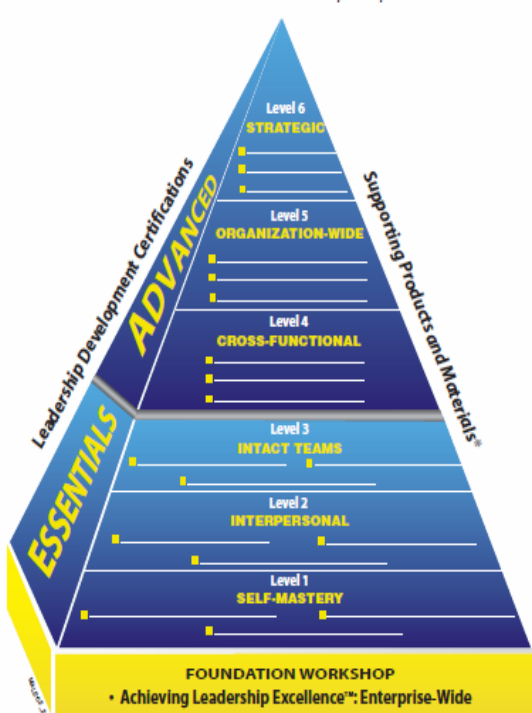 Level 6
STRATEGIC
Level 5
ORGANIZATION-WIDE
Level 4
CROSS-FUNCTIONAL
Level 3
INTACT TEAMS
Level 2
INTERPERSONAL
Level 1
SELF-MASTERY
ADVANCED
ESSENTIALS
Leadership Development Certifications
Supporting Products and Materials®
FOUNDATION WORKSHOP
• Achieving Leadership Excellence™: Enterprise-Wide